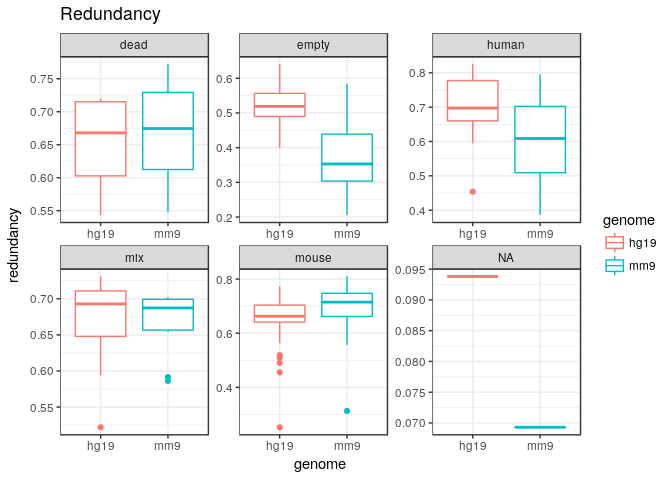 Redundancy
dead empty human
0.75
0.70
0.65
0.60
0.55
0.6
0.5
0.4
0.3
0.2
0.8
0.7
0.6
0.5
0.4
hg19 mm9 hg19 mm9 hg19 mm9
mix mouse NA
0.70
0.65
0.60
0.55
0.8
0.6
0.4
0.095
0.090
0.085
0.080
0.075
0.070
hg19 mm9 hg19 mm9 hg19 mm9
redundancy
genome
genome
hg19
mm9